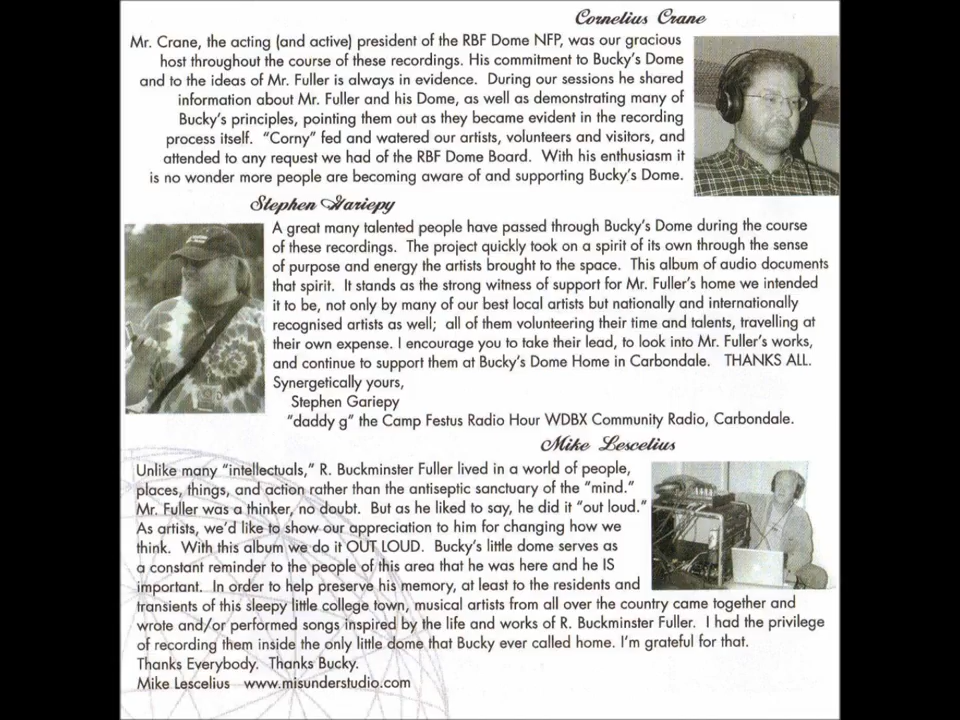 Cornelius Crane
Mr. Crane, the acting (and active) president of the RBF Dome NFP, was our gracious
host throughout the course of these recordings. His commitment to Bucky's Dome
and to the ideas of Mr. Fuller is always in evidence. During our sessions he shared
information about Mr. Fuller and his Dome, as well as demonstrating many of
Bucky's principles, pointing them out as they became evident in the recording
process itself. "Corny" fed and watered our artists, volunteers and visitors, and
attended to any request we had of the RBF Dome Board. With his enthusiasm it
is no wonder more people are becoming aware of and supporting Bucky's Dome.
Stephen Gariepy
A great many talented people have passed through Bucky's Dome during the course
of these recordings. The project quickly took on a spirit of its own through the sense
of purpose and energy the artists brought to the space. This album of audio documents
that spirit. It stands as the strong witness of support for Mr. Fuller's home we intended
it to be, not only by many of our best local artists but nationally and internationally
recognised artists as well; all of them volunteering their time and talents, travelling at
their own expense. I encourage you to take their lead, to look into Mr. Fuller's works,
and continue to support them at Bucky's Dome Home in Carbondale. THANKS ALL.
Synergetically yours,
Stephen Gariepy
"daddy g" the Camp Festus Radio Hour WDBX Community Radio, Carbondale.
Mike Lescelius
Unlike many "intellectuals," R. Buckminster Fuller lived in a world of people,
places, things, and action rather than the antiseptic sanctuary of the "mind."
Mr. Fuller was a thinker, no doubt. But as he liked to say, he did it "out loud."
As artists, we'd like to show our appreciation to him for changing how we
think. With this album we do it OUT LOUD. Bucky's little dome serves as
a constant reminder to the people of this area that he was here and he IS
important. In order to help preserve his memory, at least to the residents and
transients of this sleepy little college town, musical artists from all over the country came together and
wrote and/or performed songs inspired by the life and works of R. Buckminster Fuller. I had the privilege
of recording them inside the only little dome that Bucky ever called home. I'm grateful for that.
Thanks Everybody. Thanks Bucky.
Mike Lescelius www.misunderstudio.com